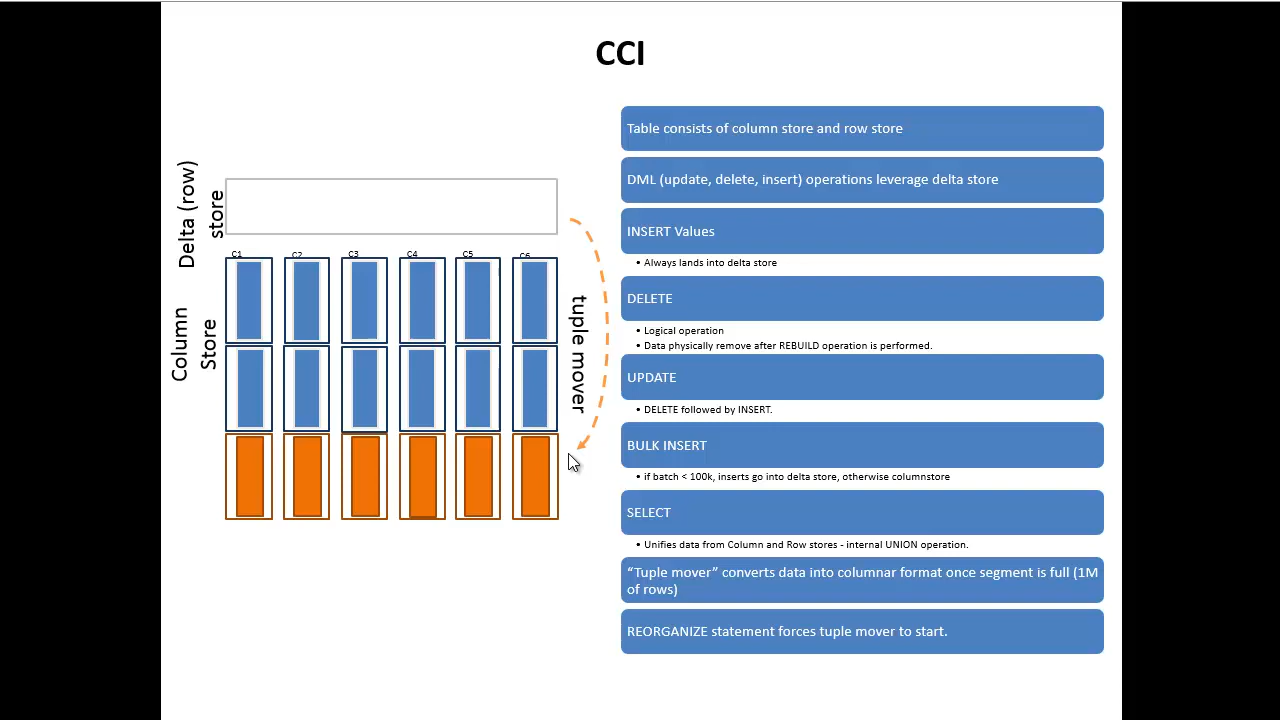 CCI
Delta (row)
store
C1
C2
C3
C4
C5
C6
Column
Store
tuple mover
Table consists of column store and row store
DML (update, delete, insert) operations leverage delta store
INSERT Values
• Always lands into delta store
DELETE
• Logical operation
• Data physically remove after REBUILD operation is performed.
UPDATE
• DELETE followed by INSERT.
BULK INSERT
• if batch < 100k, inserts go into delta store, otherwise columnstore
SELECT
• Unifies data from Column and Row stores - internal UNION operation.
“Tuple mover” converts data into columnar format once segment is full (1M
of rows)
REORGANIZE statement forces tuple mover to start.